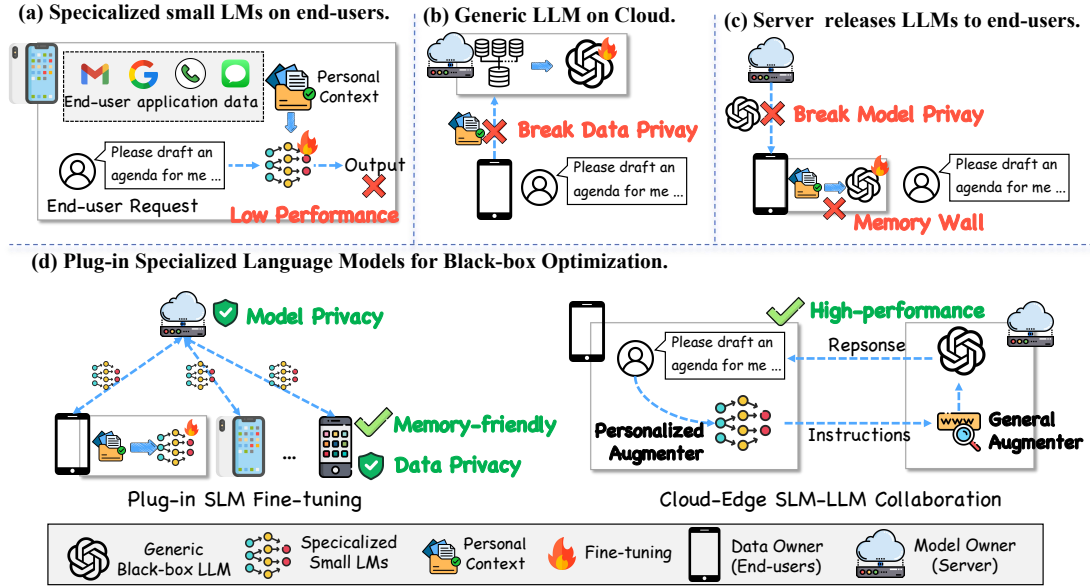 (a) Specicalized small LMs on end-users.
End-user application data
Personal
Context
Please draft an
agenda for me ...
Output
End-user Request
Low Performance
(b) Generic LLM on Cloud.
Break Data Privay
Please draft an
agenda for me ...
(c) Server releases LLMs to end-users.
Break Model Privay
Please draft an
agenda for me ...
Memory Wall
(d) Plug-in Specialized Language Models for Black-box Optimization.
Model Privacy
Memory-friendly
...
Data Privacy
Plug-in SLM Fine-tuning
High-performance
Please draft an
agenda for me ...
Repsonse
Personalized
Augmenter
Instructions
www
General
Augmenter
Cloud-Edge SLM-LLM Collaboration
Generic
Black-box LLM
Specicalized
Small LMs
Personal
Context
Fine-tuning
Data Owner
(End-users)
Model Owner
(Server)